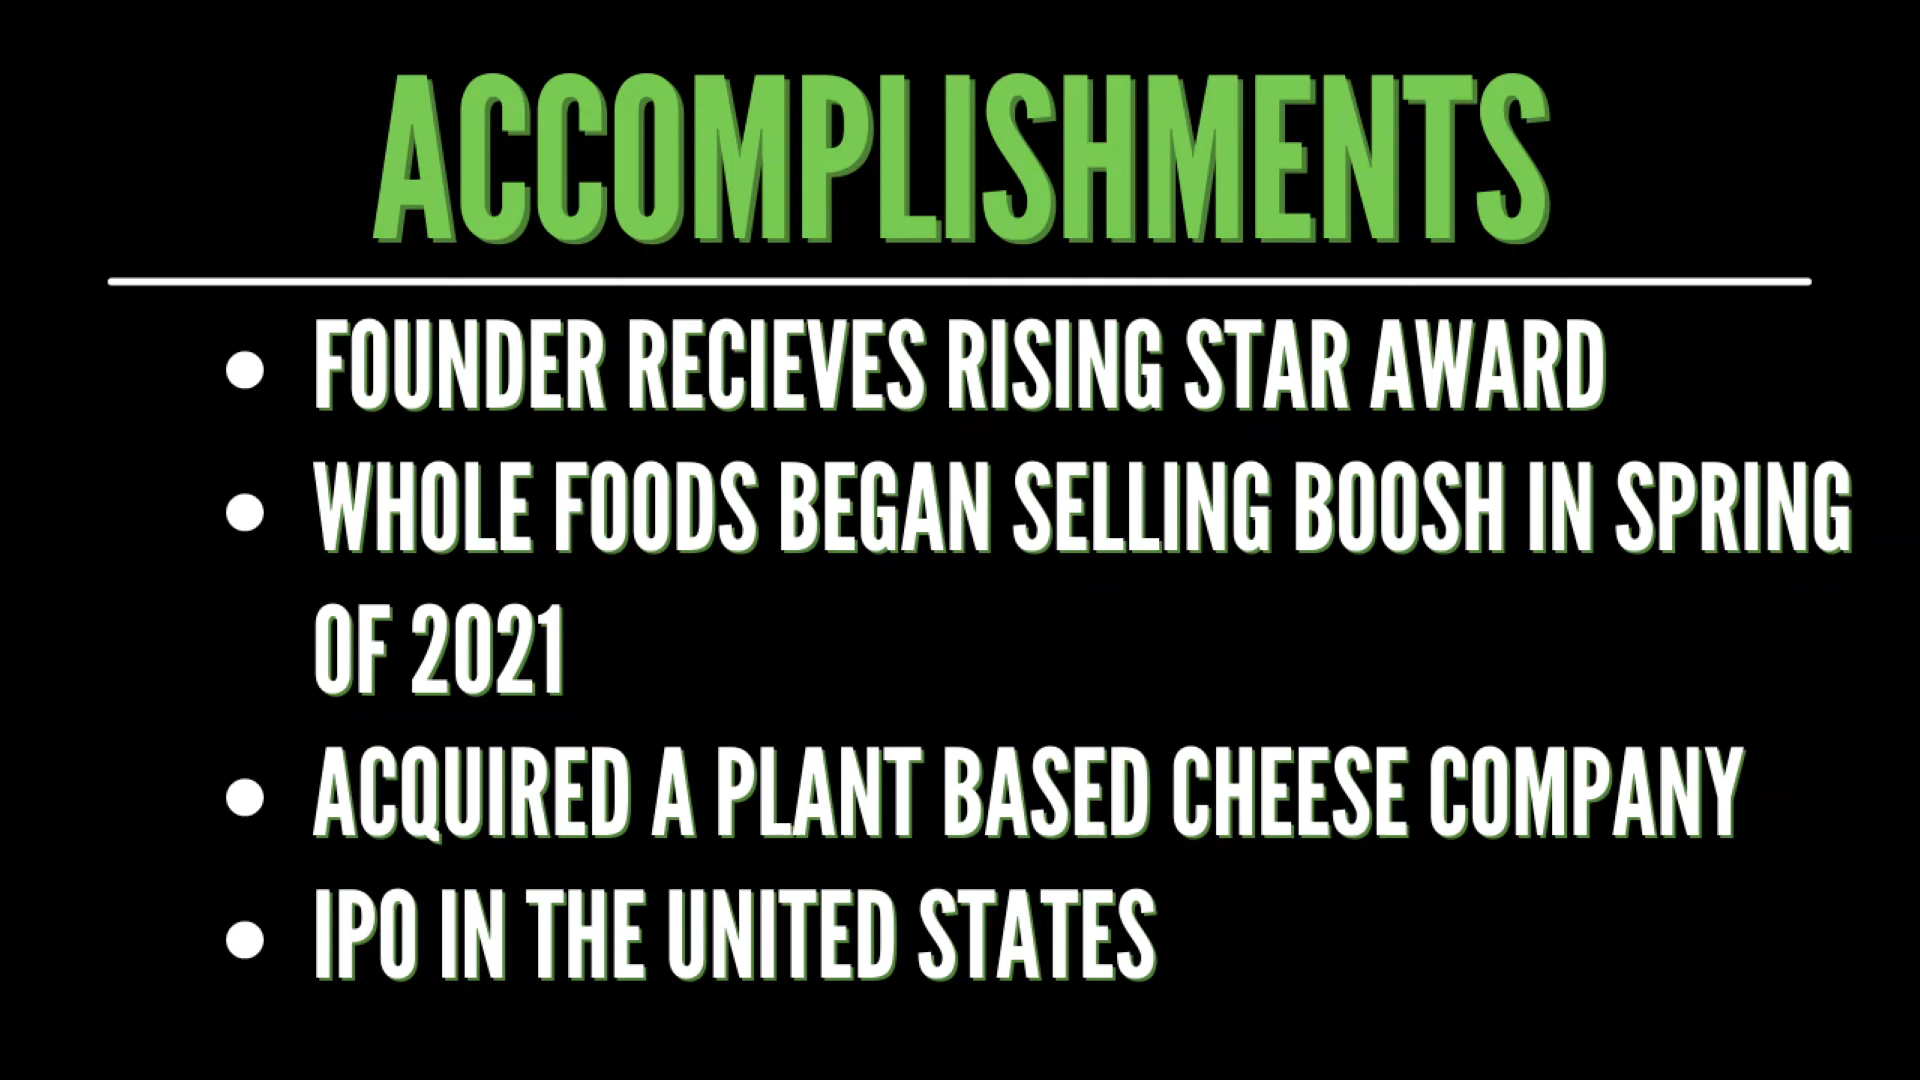 ACCOMPLISHMENTS
• FOUNDER RECIEVES RISING STAR AWARD
• WHOLE FOODS BEGAN SELLING BOOSH IN SPRING
OF 2021
• ACQUIRED A PLANT BASED CHEESE COMPANY
• IPO IN THE UNITED STATES